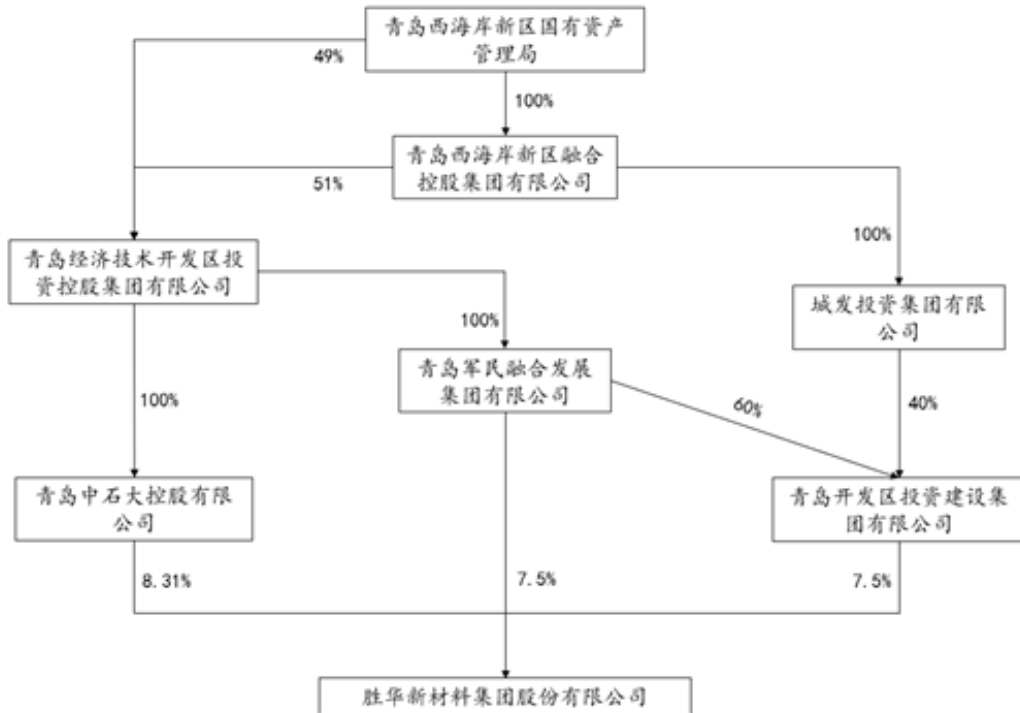 青岛西海岸新区国有资产
管理局
49%
100%
青岛西海岸新区融合
控股集团有限公司
51%
100%
青岛经济技术开发区投
资控股集团有限公司
城发投资集团有限
公司
100%
青岛军民融合发展
集团有限公司
100%
60%
40%
青岛中石大控股有限
公司
青岛开发区投资建设集
团有限公司
8.31%
7.5%
7.5%
胜华新材料集团股份有限公司